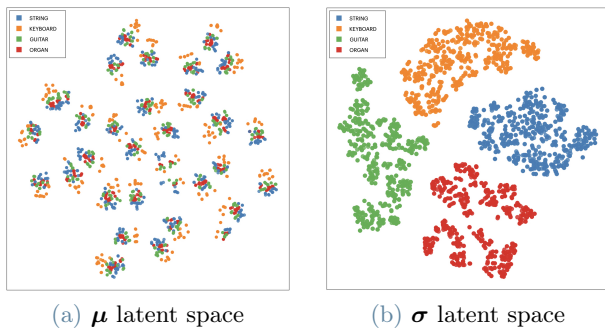 STRING
KEYBOARD
GUITAR
ORGAN
STRING
KEYBOARD
GUITAR
ORGAN
(a) μ latent space
(b) σ latent space